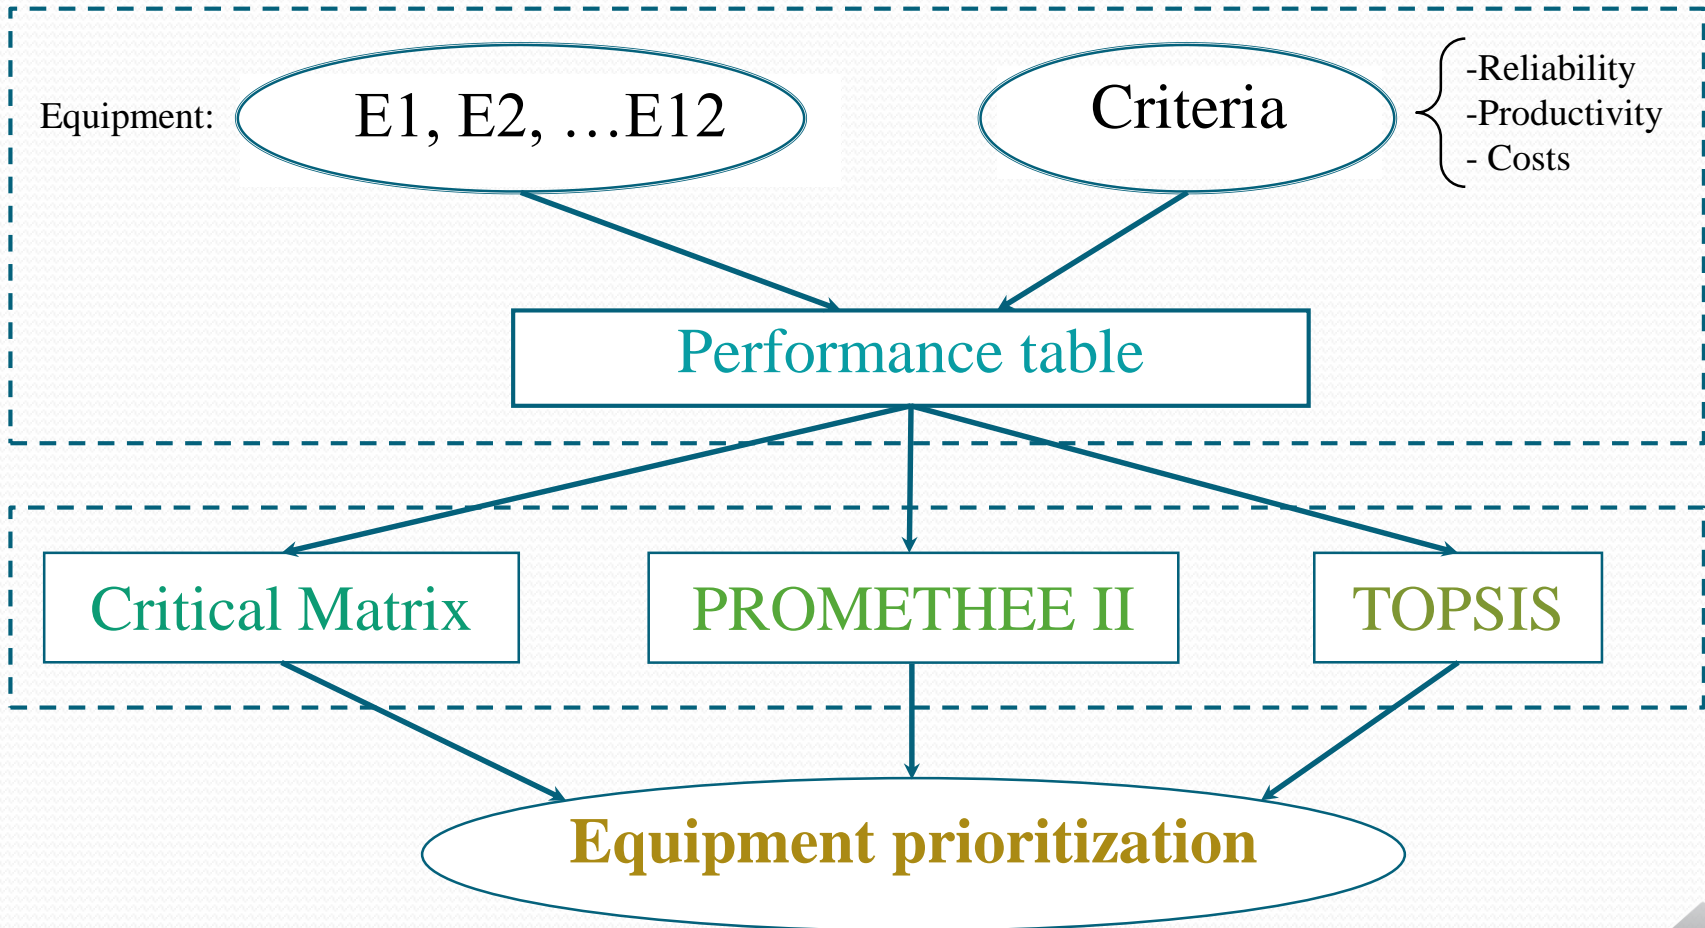 Equipment:
E1, E2, …E12
Criteria
-Reliability
-Productivity
- Costs
Performance table
Critical Matrix
PROMETHEE II
TOPSIS
Equipment prioritization